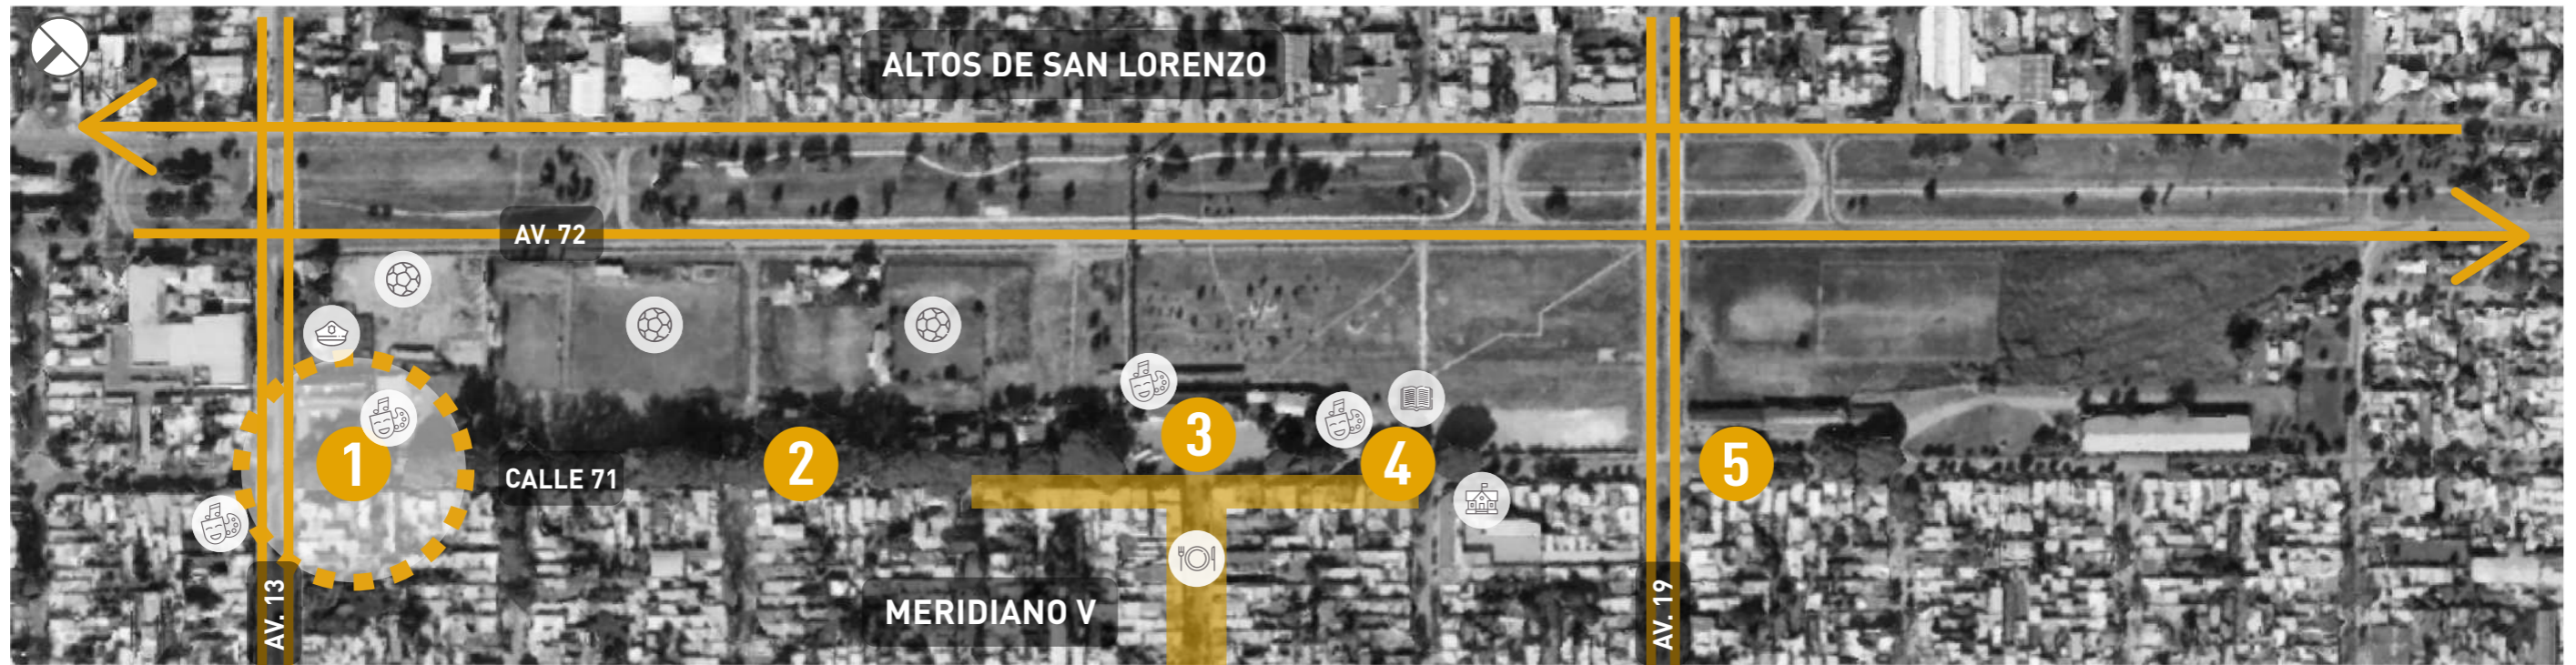 ALTOS DE SAN LORENZO
AV. 72
1
2
3
4
5
CALLE 71
AV. 13
MERIDIANO V
AV. 19